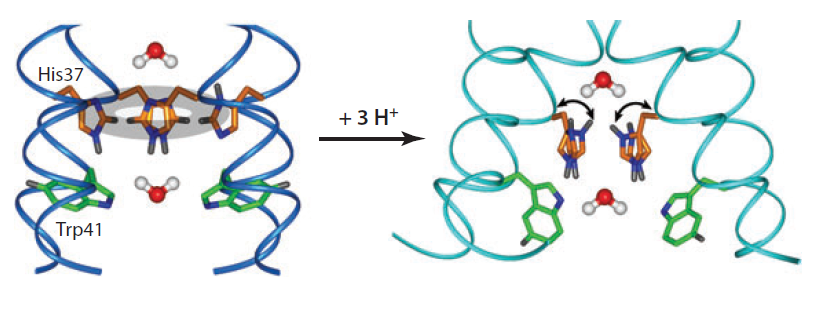 His37
+ 3 H⁺
Trp41